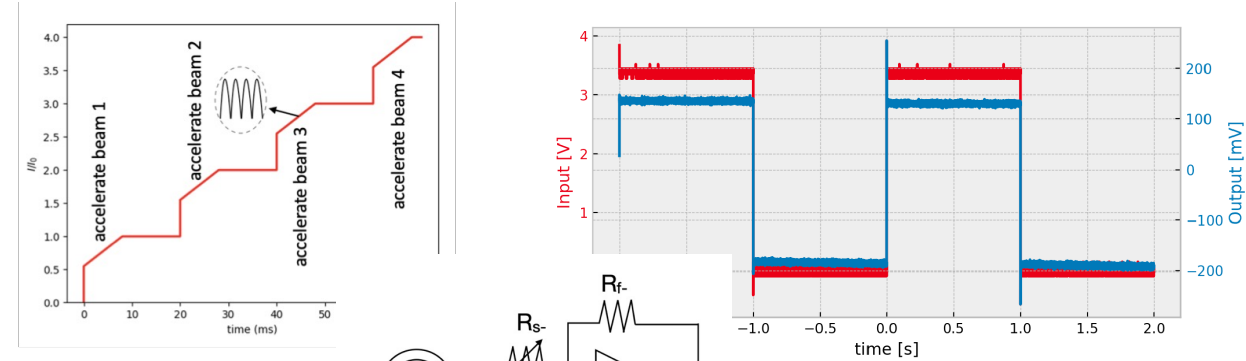 4.0
3.5
3.0
2.5
2.0
1.5
1.0
0.5
0.0
I/I₀
0
10
20
30
40
50
time (ms)
accelerate beam 1
accelerate beam 2
accelerate beam 3
accelerate beam 4
Rf-
Rs-
4
3
2
1
Input [V]
200
100
0
−100
−200
Output [mV]
−1.0
−0.5
0.0
0.5
1.0
1.5
2.0
time [s]